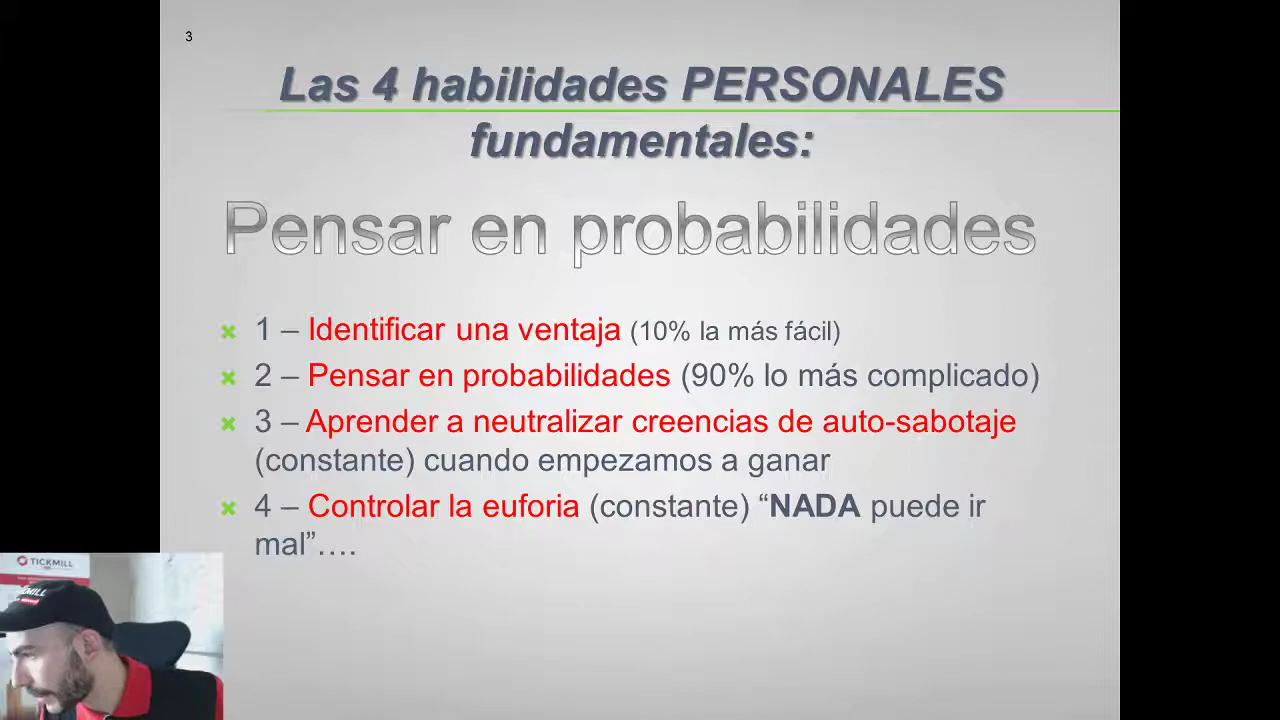 3
Las 4 habilidades PERSONALES
fundamentales:
Pensar en probabilidades
1 – Identificar una ventaja (10% la más fácil)
2 – Pensar en probabilidades (90% lo más complicado)
3 – Aprender a neutralizar creencias de auto-sabotaje
(constante) cuando empezamos a ganar
4 – Controlar la euforia (constante) “NADA puede ir
mal”….
TICKMILL